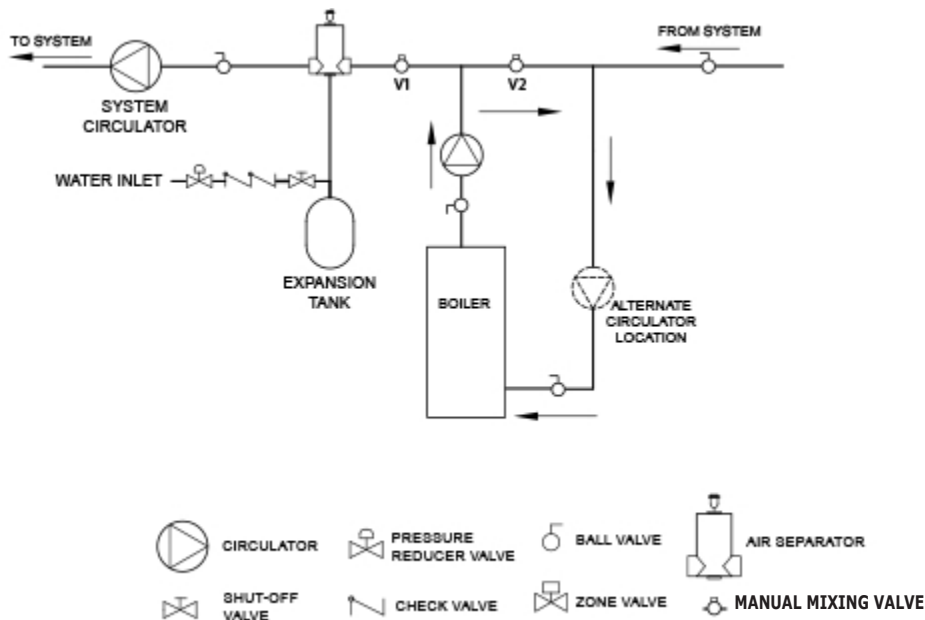 TO SYSTEM
FROM SYSTEM
V1
V2
SYSTEM
CIRCULATOR
WATER INLET
EXPANSION
TANK
BOILER
ALTERNATE
CIRCULATOR
LOCATION
CIRCULATOR
PRESSURE
REDUCER VALVE
BALL VALVE
AIR SEPARATOR
SHUT-OFF
VALVE
CHECK VALVE
ZONE VALVE
MANUAL MIXING VALVE